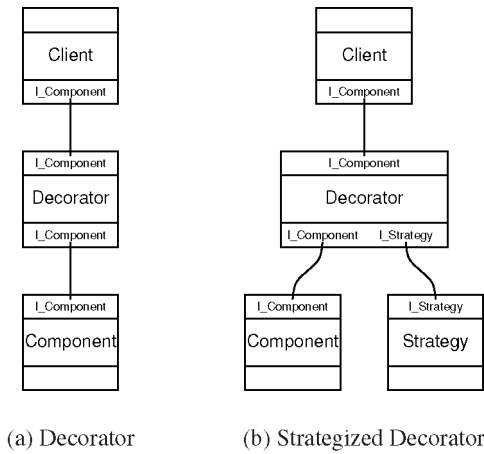 Client
I_Component
I_Component
Decorator
I_Component
I_Component
Component
(a) Decorator
Client
I_Component
I_Component
Decorator
I_Component I_Strategy
I_Component I_Strategy
Component Strategy
(b) Strategized Decorator